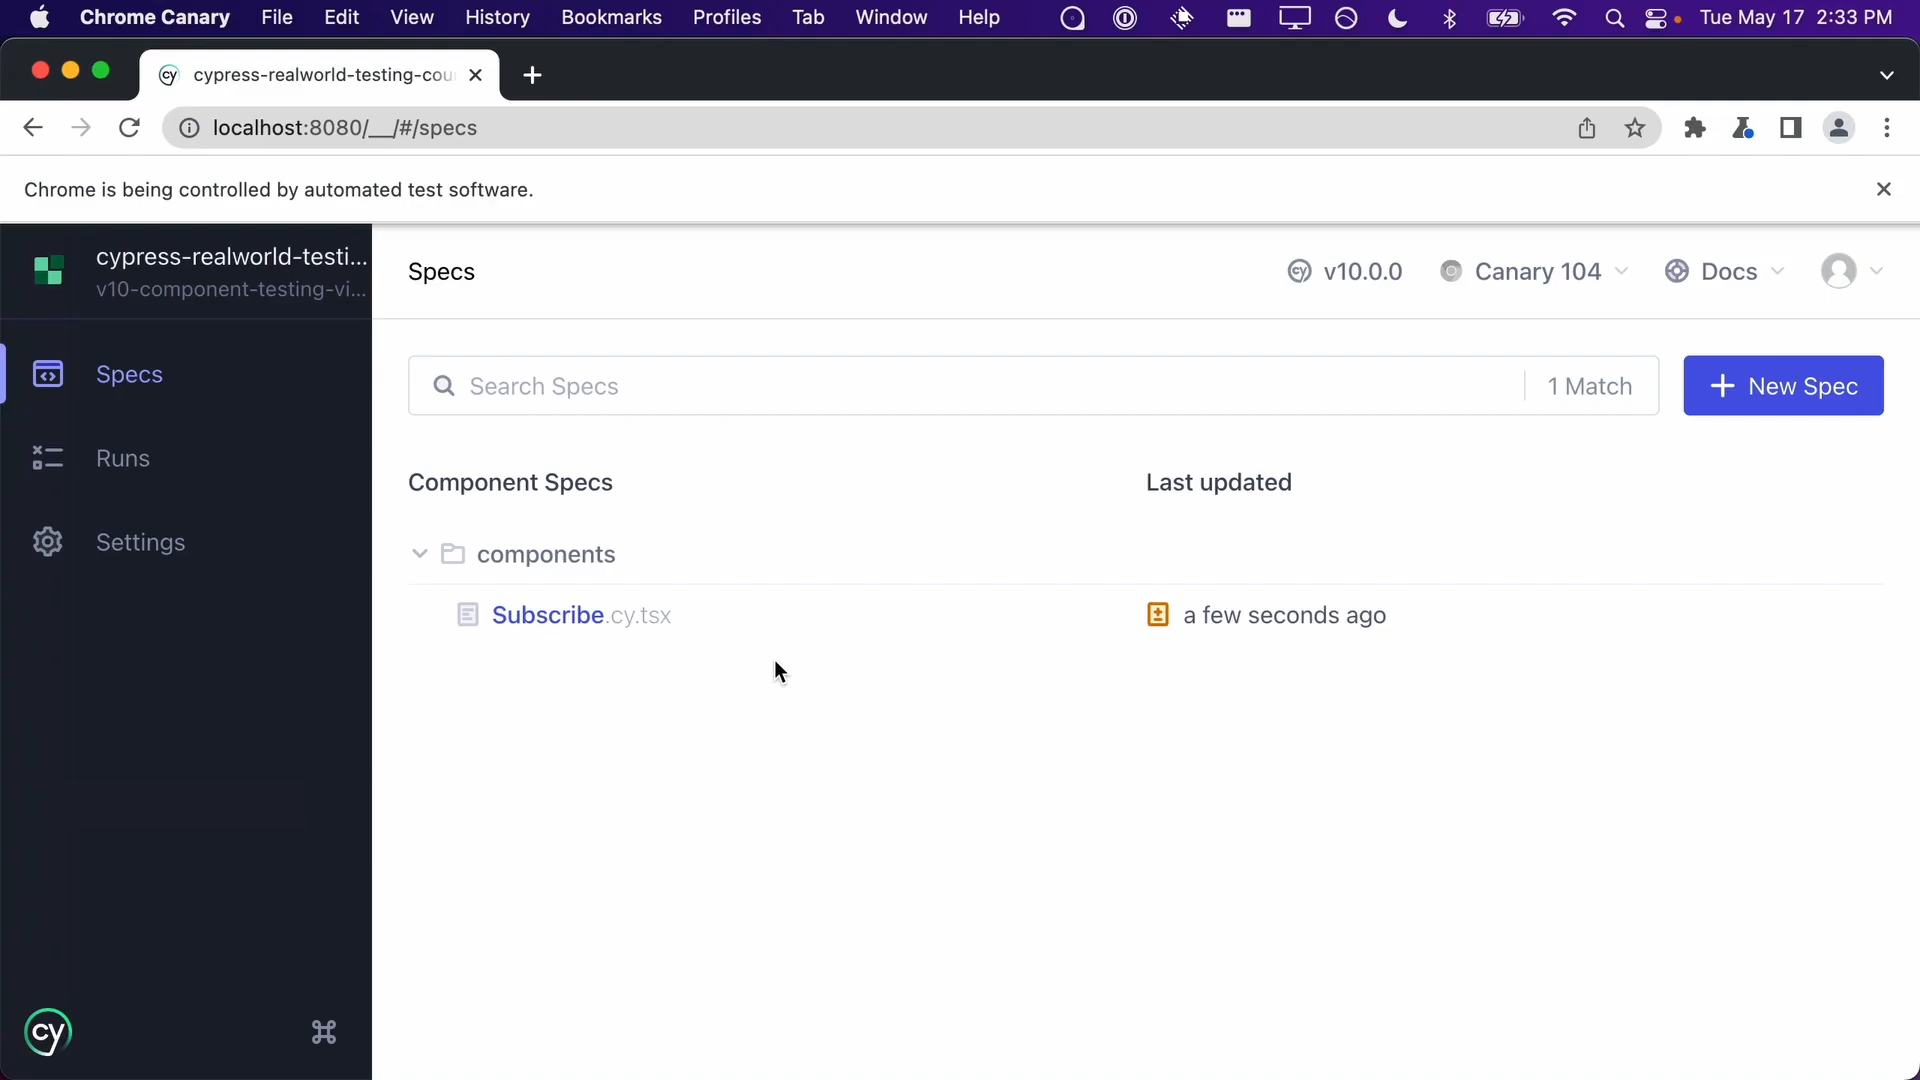 Chrome Canary File Edit View History Bookmarks Profiles Tab Window Help Tue May 17 2:33 PM
cy cypress-realworld-testing-cou
localhost:8080/__/#/specs
Chrome is being controlled by automated test software.
cypress-realworld-testi...
v10-component-testing-vi...
Specs
cy v10.0.0
Canary 104
Docs
Specs
Runs
Settings
Search Specs
1 Match
New Spec
Component Specs
Last updated
components
Subscribe.cy.tsx
a few seconds ago
cy